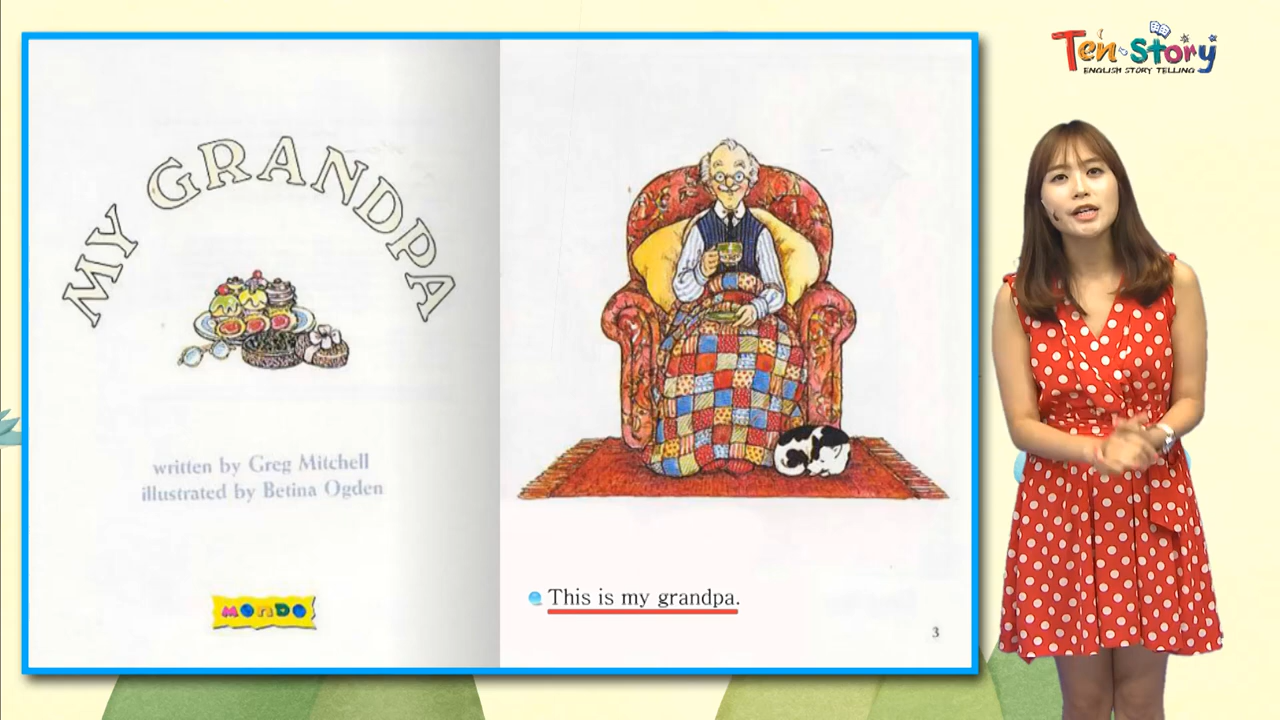 MY GRANDPA
written by Greg Mitchell
illustrated by Betina Ogden
MONDO
This is my grandpa.
3
Ten Story
ENGLISH STORY TELLING